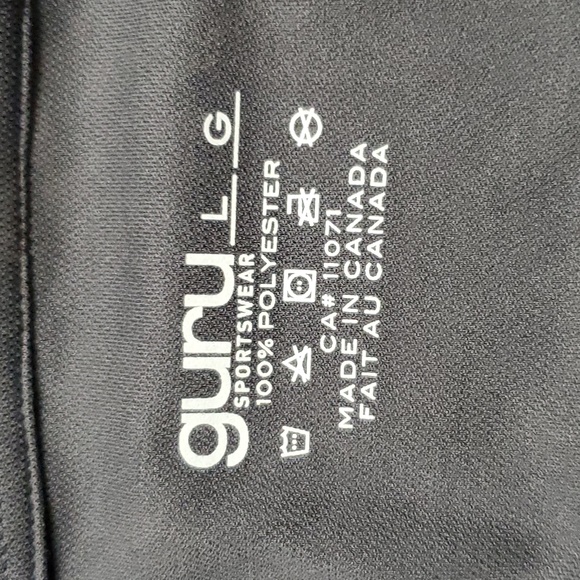 guru L G
SPORTSWEAR
100% POLYESTER
CA# 11071
MADE IN CANADA
FAIT AU CANADA